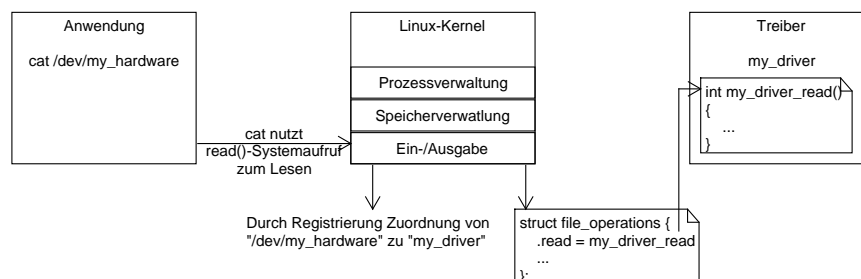 Anwendung
cat /dev/my_hardware
Linux-Kernel
Prozessverwaltung
Speicherverwatlung
Ein-/Ausgabe
cat nutzt
read()-Systemaufruf
zum Lesen
Durch Registrierung Zuordnung von
"/dev/my_hardware" zu "my_driver"
struct file_operations {
.read = my_driver_read
...
};
Treiber
my_driver
int my_driver_read()
{
...
}